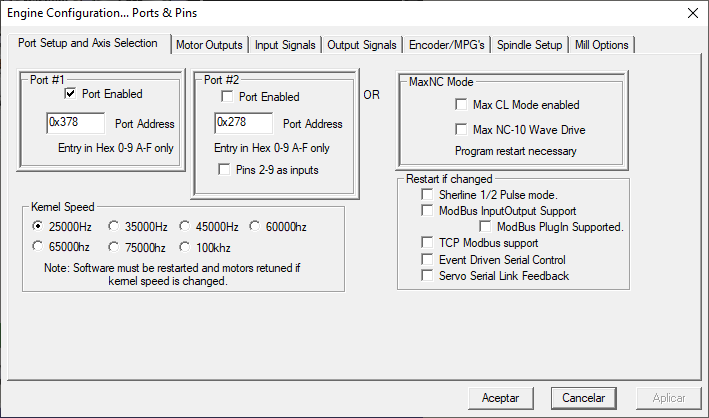 Engine Configuration... Ports & Pins
Port Setup and Axis Selection Motor Outputs Input Signals Output Signals Encoder/MPG's Spindle Setup Mill Options
Port #1
Port Enabled
0x378 Port Address
Entry in Hex 0-9 A-F only
Port #2
Port Enabled
0x278 Port Address
Entry in Hex 0-9 A-F only
Pins 2-9 as inputs
OR
MaxNC Mode
Max CL Mode enabled
Max NC-10 Wave Drive
Program restart necessary
Restart if changed
Sherline 1/2 Pulse mode.
ModBus InputOutput Support
ModBus PlugIn Supported.
TCP Modbus support
Event Driven Serial Control
Servo Serial Link Feedback
Kernel Speed
25000Hz 35000Hz 45000Hz 60000hz
65000hz 75000hz 100khz
Note: Software must be restarted and motors retuned if
kernel speed is changed.
Aceptar Cancelar Aplicar